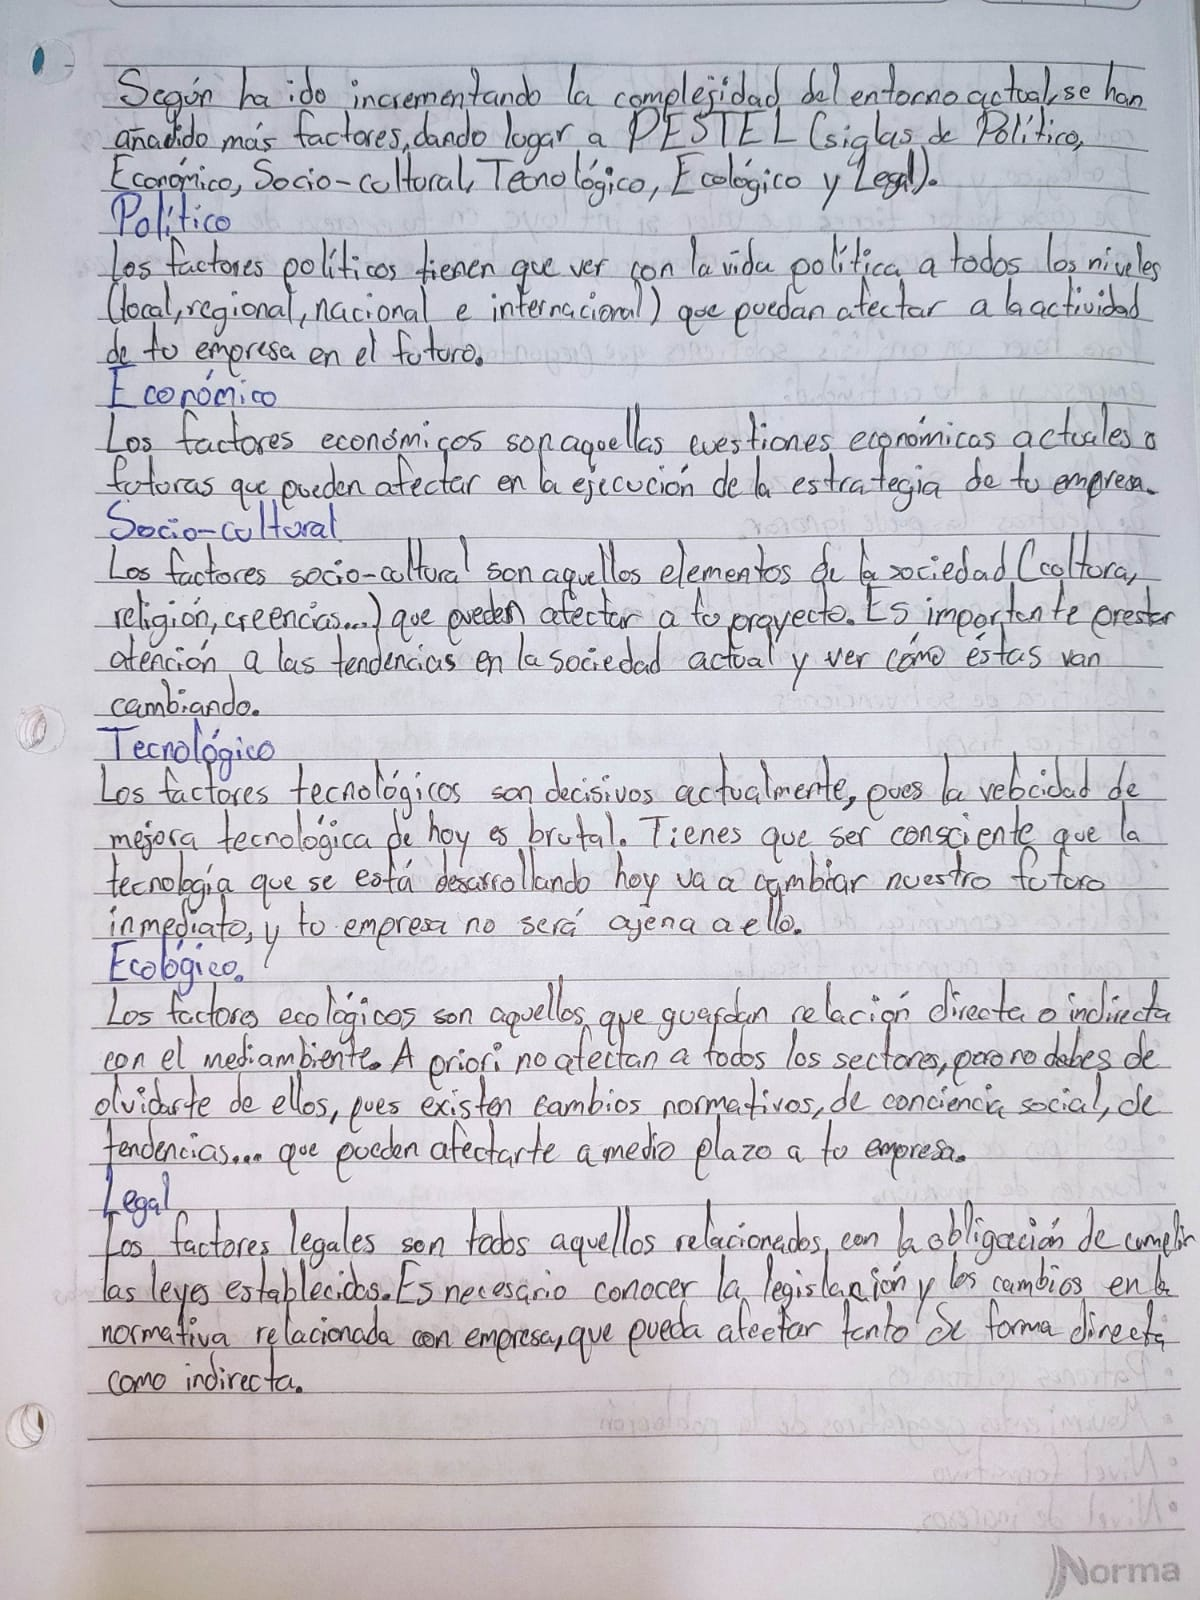 Según ha ido incrementando la complejidad del entorno actual, se han
añadido más factores, dando lugar a PESTEL (siglas de Político,
Económico, Socio-cultural, Tecnológico, Ecológico y Legal).
Político
Los factores políticos tienen que ver con la vida política a todos los niveles
(local, regional, nacional e internacional) que puedan afectar a la actividad
de tu empresa en el futuro.
Económico
Los factores económicos son aquellas cuestiones económicas actuales o
futuras que pueden afectar en la ejecución de la estrategia de tu empresa.
Socio-cultural
Los factores socio-cultural son aquellos elementos de la sociedad (cultura,
religión, creencias...) que pueden afectar a tu proyecto. Es importante prestar
atención a las tendencias en la sociedad actual y ver cómo éstas van
cambiando.
Tecnológico
Los factores tecnológicos son decisivos actualmente, pues la velocidad de
mejora tecnológica de hoy es brutal. Tienes que ser consciente que la
tecnología que se está desarrollando hoy va a cambiar nuestro futuro
inmediato, y tu empresa no será ajena a ello.
Ecológico.
Los factores ecológicos son aquellos que guardan relación directa o indirecta
con el mediambiente. A priori no afectan a todos los sectores, pero no debes de
olvidarte de ellos, pues existen cambios normativos, de conciencia social, de
tendencias... que pueden afectarte a medio plazo a tu empresa.
Legal
Los factores legales son todos aquellos relacionados con la obligación de cumplir
las leyes establecidas. Es necesario conocer la legislación y los cambios en la
normativa relacionada con empresa, que pueda afectar tanto de forma directa
como indirecta.
Norma